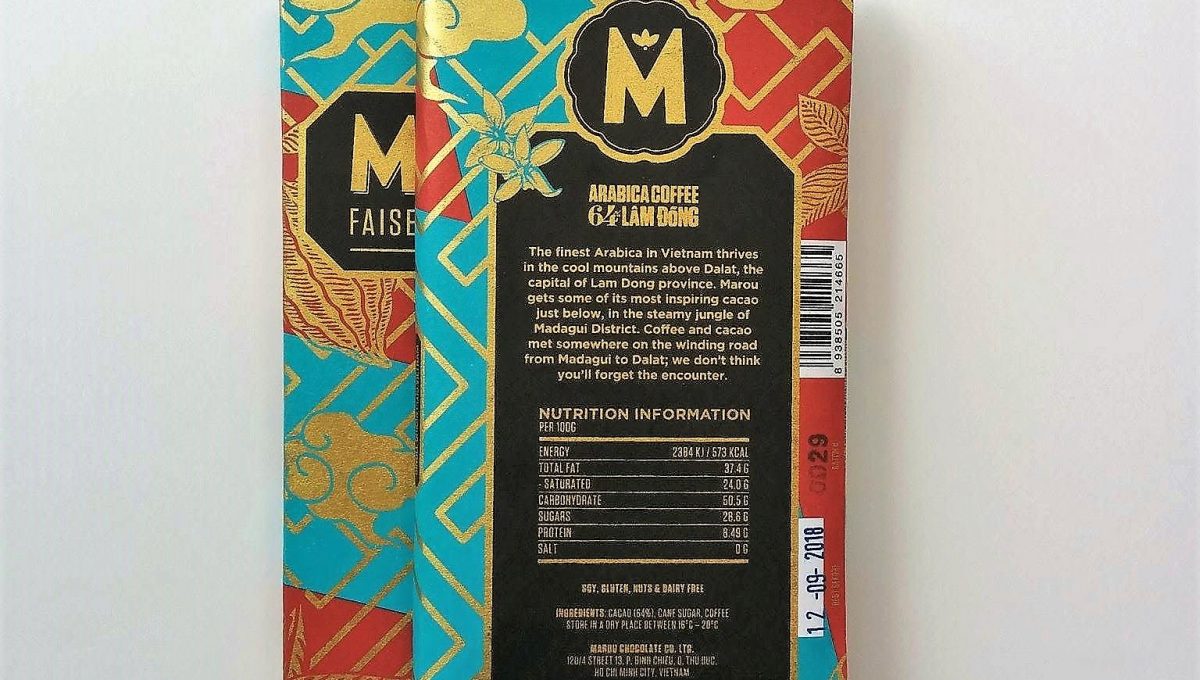 M
FAISE
M
ARABICA COFFEE
64% LÂM ĐỒNG
The finest Arabica in Vietnam thrives
in the cool mountains above Dalat, the
capital of Lam Dong province. Marou
gets some of its most inspiring cacao
just below, in the steamy jungle of
Madagui District. Coffee and cacao
met somewhere on the winding road
from Madagui to Dalat; we don't think
you'll forget the encounter.
NUTRITION INFORMATION
PER 100G
ENERGY 2384 KJ / 573 KCAL
TOTAL FAT 37.4 G
- SATURATED 24.0 G
CARBOHYDRATE 50.5 G
SUGARS 28.6 G
PROTEIN 8.49 G
SALT 0 G
SOY, GLUTEN, NUTS & DAIRY FREE
INGREDIENTS: CACAO (64%), CANE SUGAR, COFFEE
STORE IN A DRY PLACE BETWEEN 16°C – 20°C
MAROU CHOCOLATE CO. LTD.
120/4 STREET 13, P. BINH CHIEU, Q. THU DUC,
HO CHI MINH CITY, VIETNAM
8 938505 214665
0029
12 -09- 2018